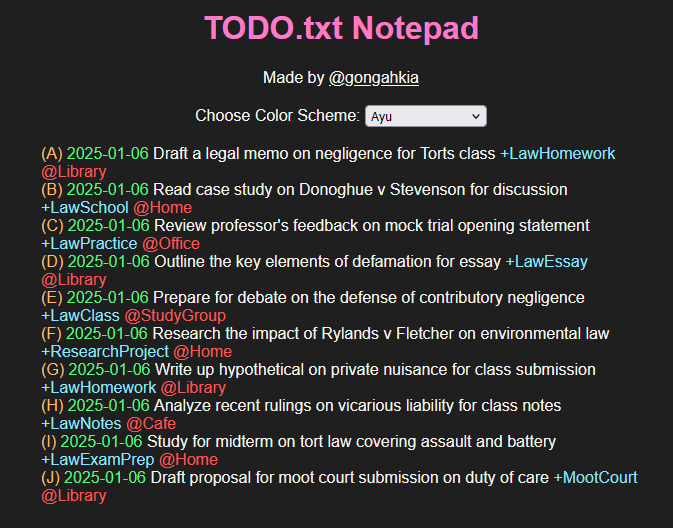 TODO.txt Notepad
Made by @gongahkia
Choose Color Scheme: Ayu
(A) 2025-01-06 Draft a legal memo on negligence for Torts class +LawHomework
@Library
(B) 2025-01-06 Read case study on Donoghue v Stevenson for discussion
+LawSchool @Home
(C) 2025-01-06 Review professor's feedback on mock trial opening statement
+LawPractice @Office
(D) 2025-01-06 Outline the key elements of defamation for essay +LawEssay
@Library
(E) 2025-01-06 Prepare for debate on the defense of contributory negligence
+LawClass @StudyGroup
(F) 2025-01-06 Research the impact of Rylands v Fletcher on environmental law
+ResearchProject @Home
(G) 2025-01-06 Write up hypothetical on private nuisance for class submission
+LawHomework @Library
(H) 2025-01-06 Analyze recent rulings on vicarious liability for class notes
+LawNotes @Cafe
(I) 2025-01-06 Study for midterm on tort law covering assault and battery
+LawExamPrep @Home
(J) 2025-01-06 Draft proposal for moot court submission on duty of care +MootCourt
@Library